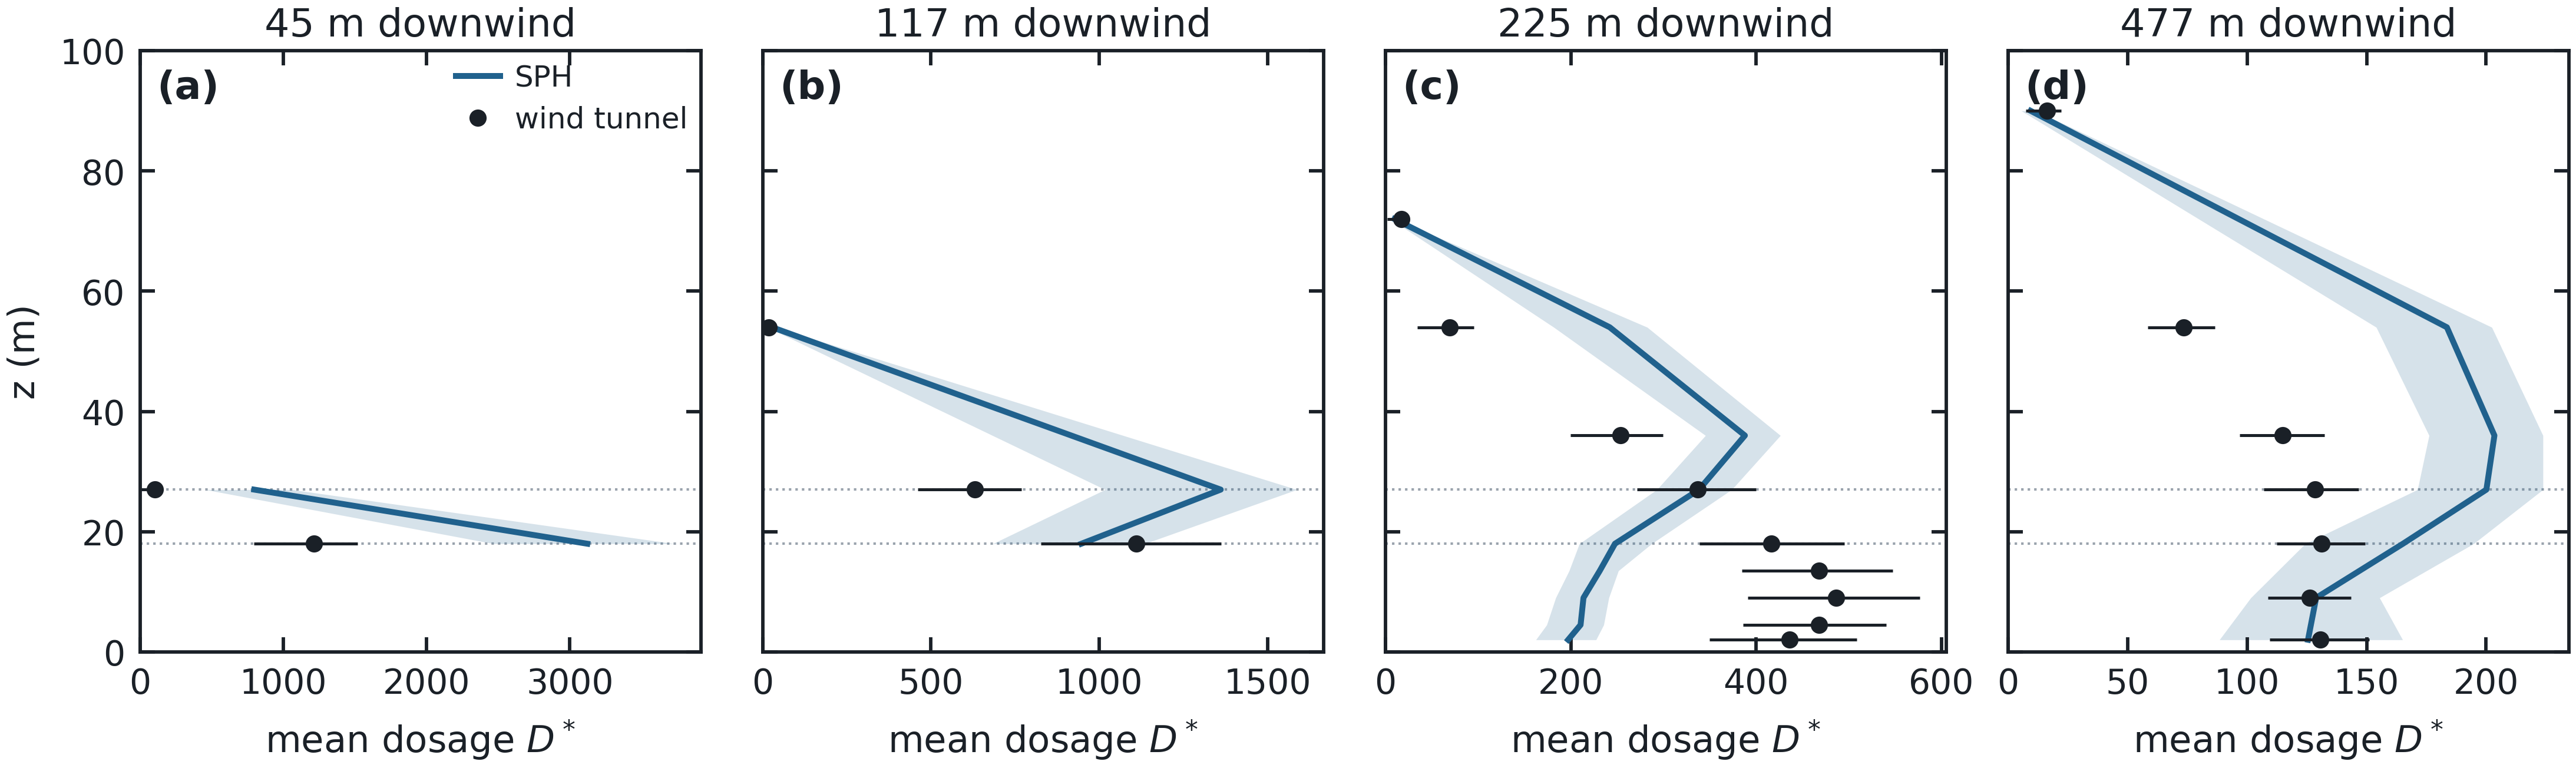 45 m downwind
117 m downwind
225 m downwind
477 m downwind
(a)
SPH
wind tunnel
(b)
(c)
(d)
z (m)
100
80
60
40
20
0
0 1000 2000 3000
0 500 1000 1500
0 200 400 600
0 50 100 150 200
mean dosage D*
mean dosage D*
mean dosage D*
mean dosage D*